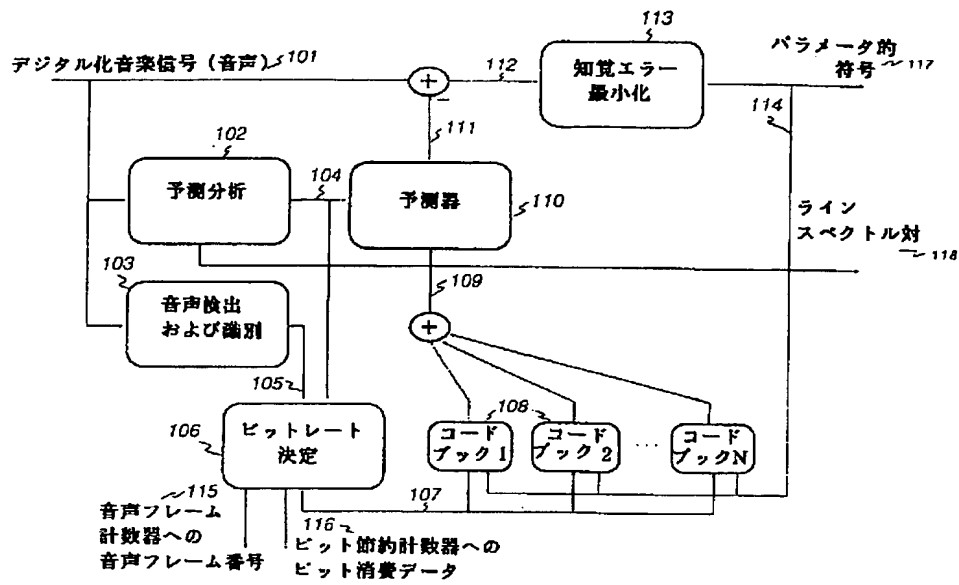 113
デジタル化音楽信号（音声）101
112
知覚エラー
最小化
パラメータ的
符号 117
111
114
102
予測分析
104
予測器
110
ライン
スペクトル対
118
103
音声検出
および識別
109
105
106
ビットレート
決定
108
コード
ブック1
コード
ブック2
...
コード
ブックN
115
107
音声フレーム
計数器への
音声フレーム番号
116
ビット節約計数器への
ビット消費データ